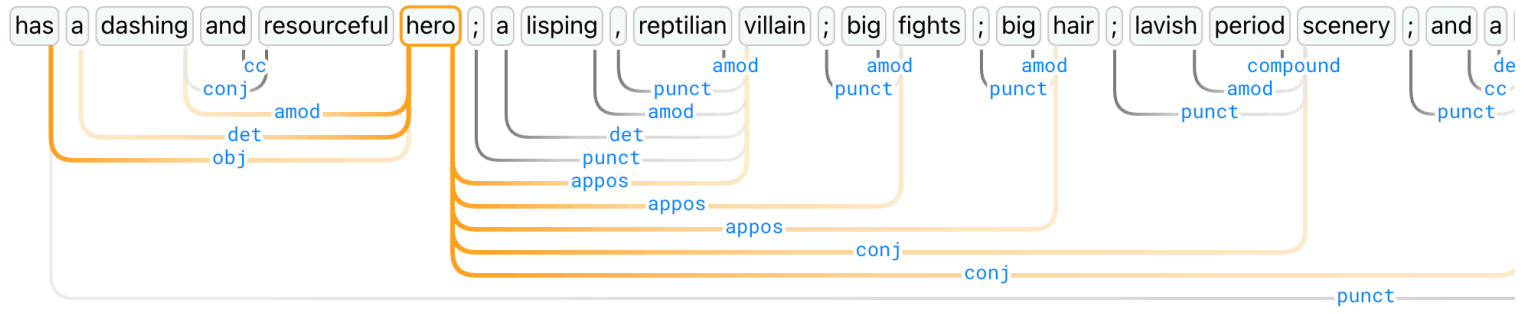 has a dashing and resourceful hero ; a lisping , reptilian villain ; big fights ; big hair ; lavish period scenery ; and a
cc amod amod amod compound de
conj punct punct punct amod cc
amod amod punct punct
det det
obj punct
appos
appos
appos
conj
conj
punct